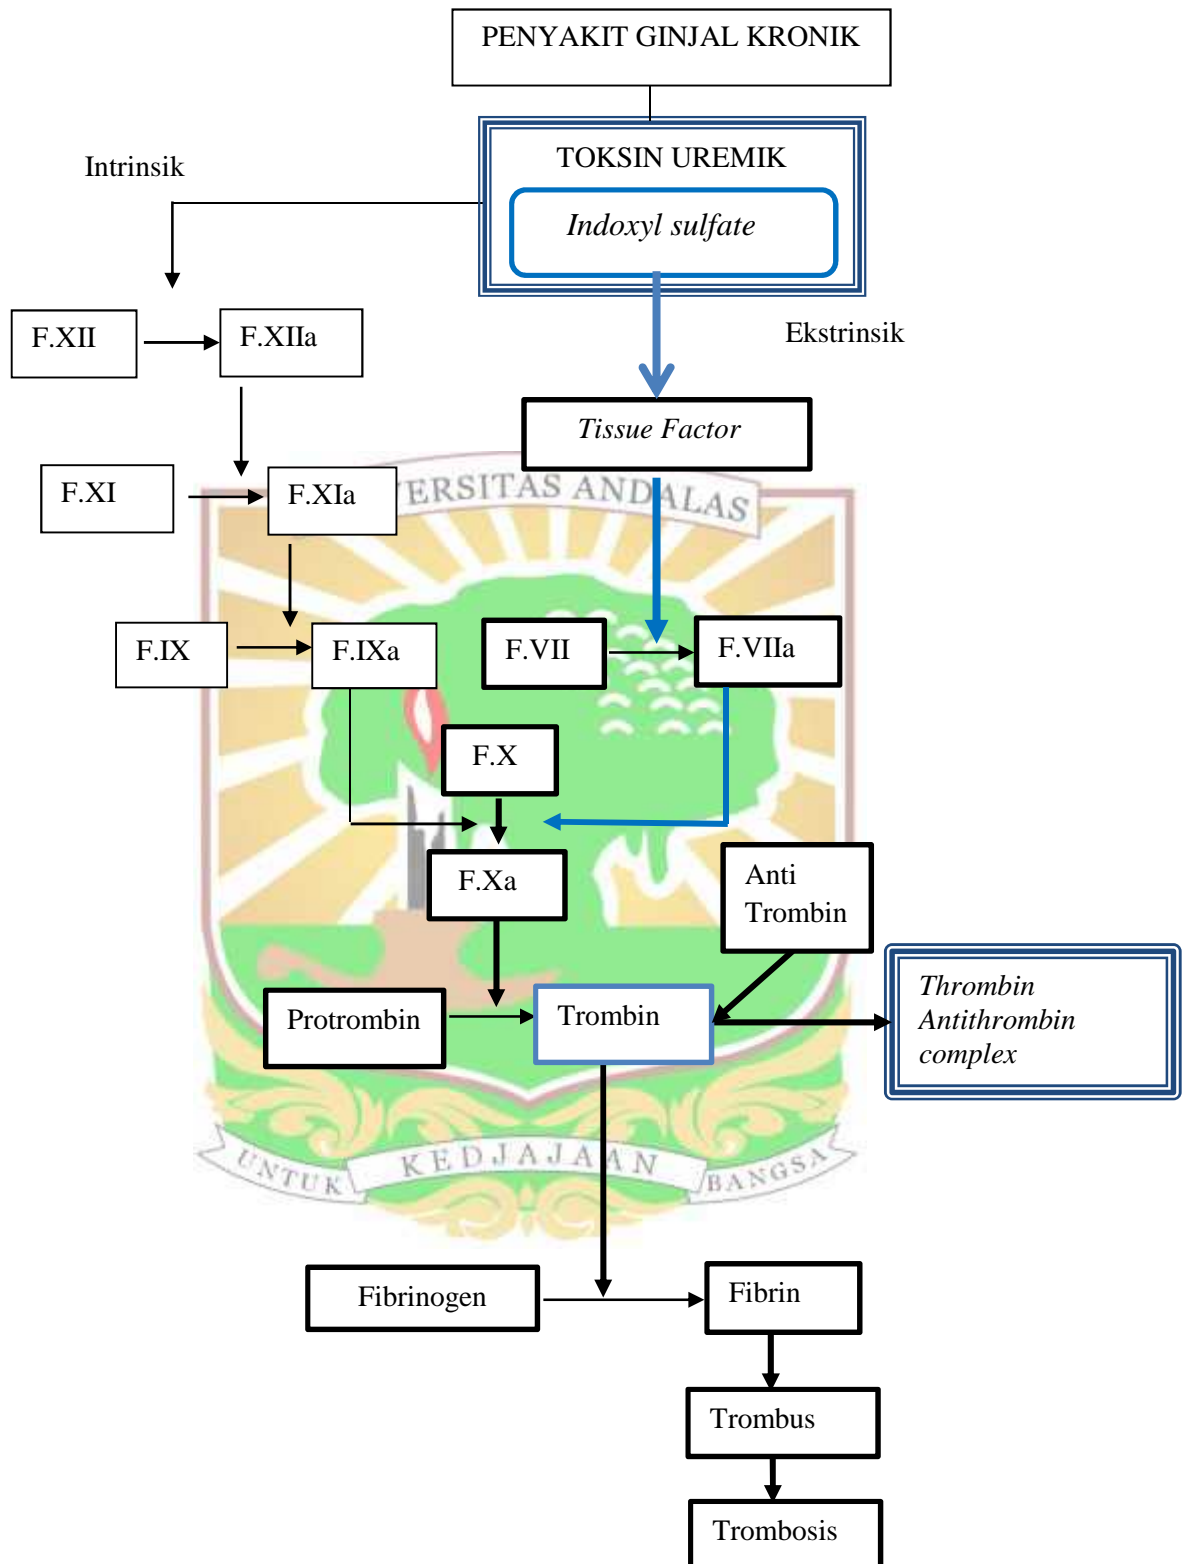 PENYAKIT GINJAL KRONIK
TOKSIN UREMIK
Indoxyl sulfate
Intrinsik
Ekstrinsik
F.XII
F.XIIa
Tissue Factor
F.XI
F.XIa
ERSITAS ANDALAS
F.IX
F.IXa
F.VII
F.VIIa
F.X
F.Xa
Anti
Trombin
Protrombin
Trombin
Thrombin
Antithrombin
complex
UNTUK KEDJAJAAN BANGSA
Fibrinogen
Fibrin
Trombus
Trombosis